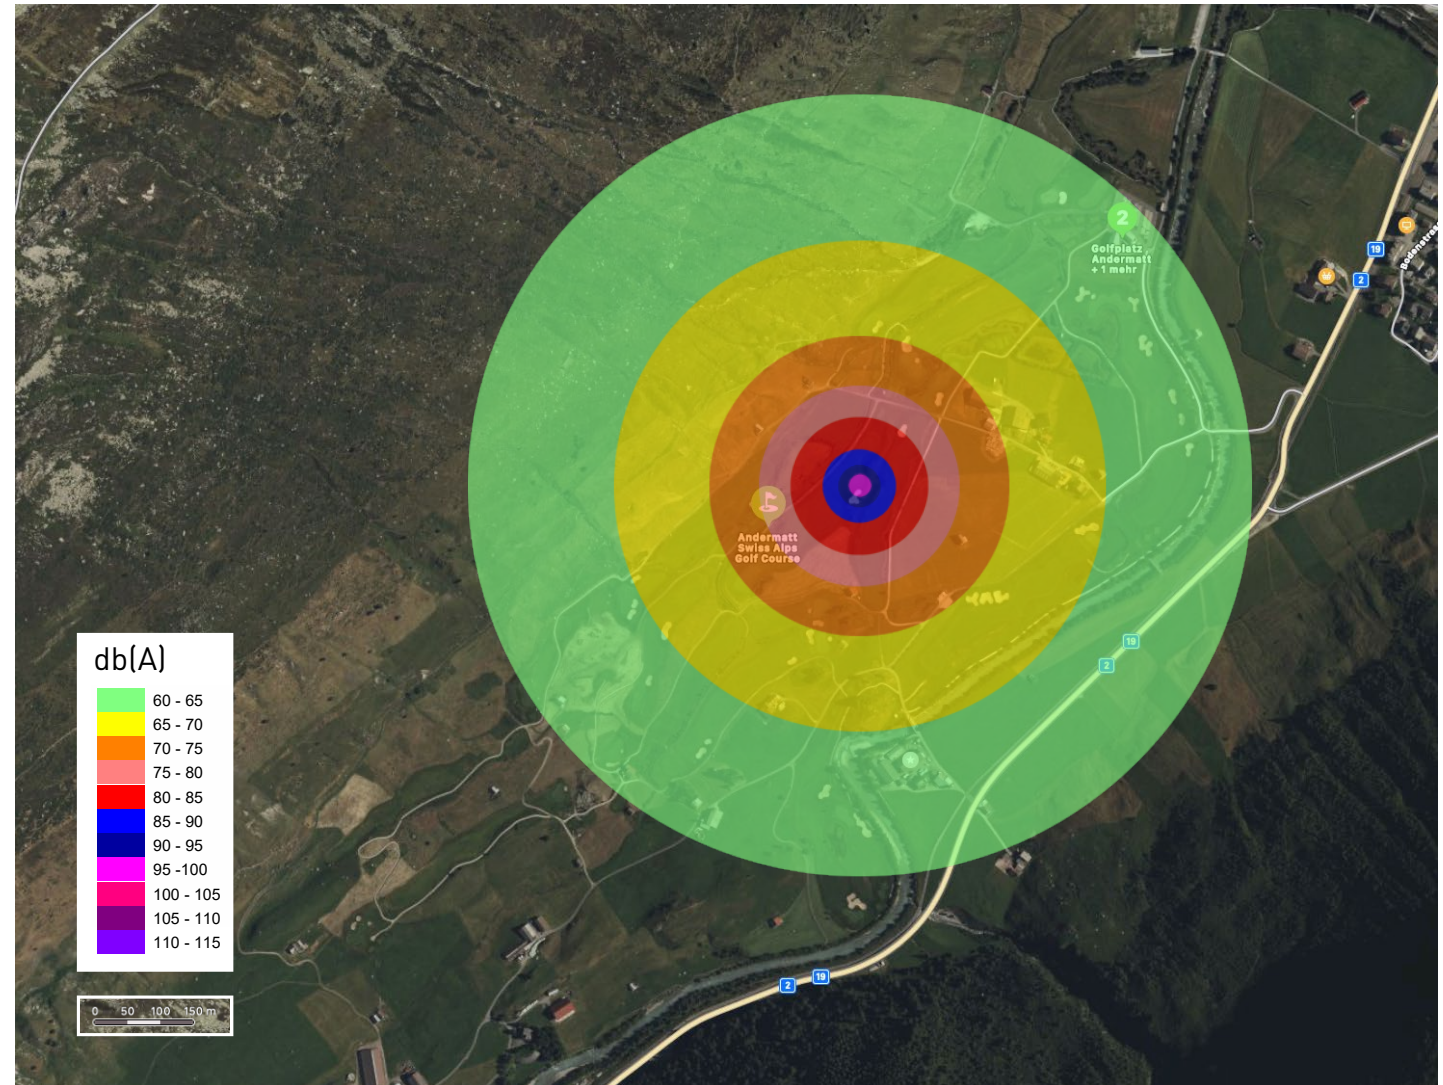 2
Golfplatz
Andermatt
+ 1 mehr
19
2
Andermatt
Swiss Alps
Golf Course
19
2
db(A)
60 - 65
65 - 70
70 - 75
75 - 80
80 - 85
85 - 90
90 - 95
95 -100
100 - 105
105 - 110
110 - 115
0 50 100 150 m
2 19